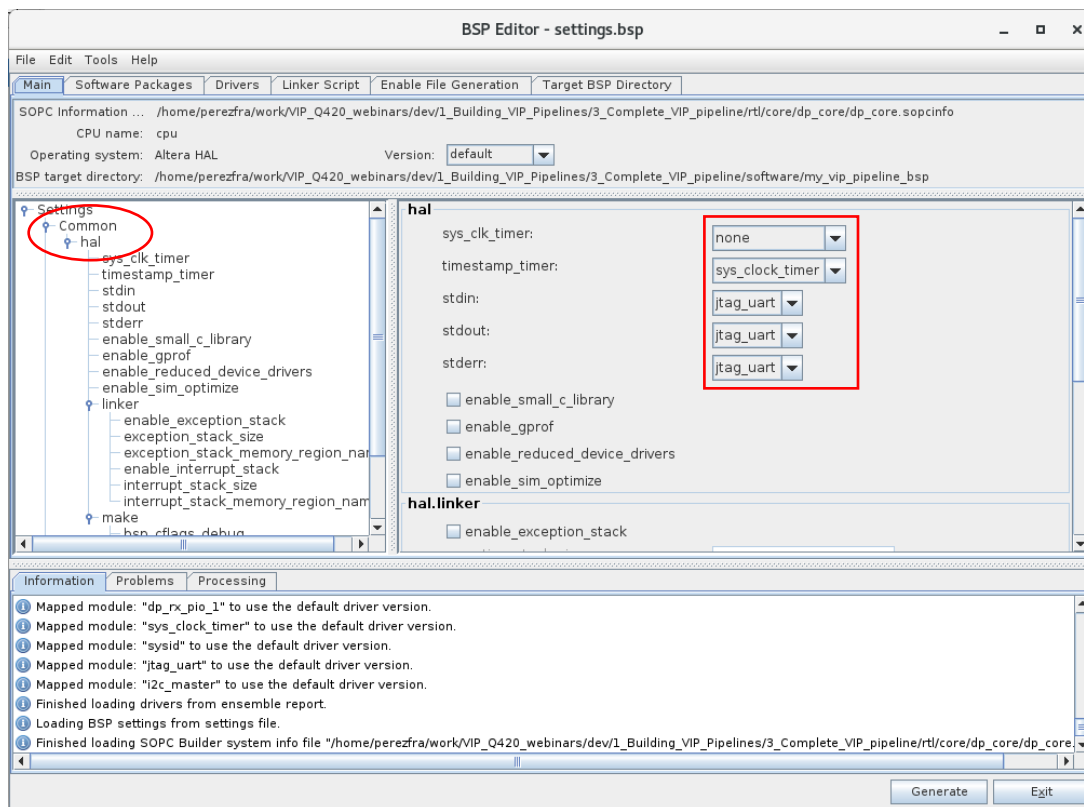 BSP Editor - settings.bsp
File Edit Tools Help
Main Software Packages Drivers Linker Script Enable File Generation Target BSP Directory
SOPC Information ... /home/perezfra/work/VIP_Q420_webinars/dev/1_Building_VIP_Pipelines/3_Complete_VIP_pipeline/rtl/core/dp_core/dp_core.sopcinfo
CPU name: cpu
Operating system: Altera HAL Version: default
BSP target directory: /home/perezfra/work/VIP_Q420_webinars/dev/1_Building_VIP_Pipelines/3_Complete_VIP_pipeline/software/my_vip_pipeline_bsp
Settings
Common
hal
sys_clk_timer
timestamp_timer
stdin
stdout
stderr
enable_small_c_library
enable_gprof
enable_reduced_device_drivers
enable_sim_optimize
linker
enable_exception_stack
exception_stack_size
exception_stack_memory_region_nar
enable_interrupt_stack
interrupt_stack_size
interrupt_stack_memory_region_nam
make
bsp_cflags_debug
hal
sys_clk_timer: none
timestamp_timer: sys_clock_timer
stdin: jtag_uart
stdout: jtag_uart
stderr: jtag_uart
enable_small_c_library
enable_gprof
enable_reduced_device_drivers
enable_sim_optimize
hal.linker
enable_exception_stack
Information Problems Processing
Mapped module: "dp_rx_pio_1" to use the default driver version.
Mapped module: "sys_clock_timer" to use the default driver version.
Mapped module: "sysid" to use the default driver version.
Mapped module: "jtag_uart" to use the default driver version.
Mapped module: "i2c_master" to use the default driver version.
Finished loading drivers from ensemble report.
Loading BSP settings from settings file.
Finished loading SOPC Builder system info file "/home/perezfra/work/VIP_Q420_webinars/dev/1_Building_VIP_Pipelines/3_Complete_VIP_pipeline/rtl/core/dp_core/dp_core.
Generate Exit